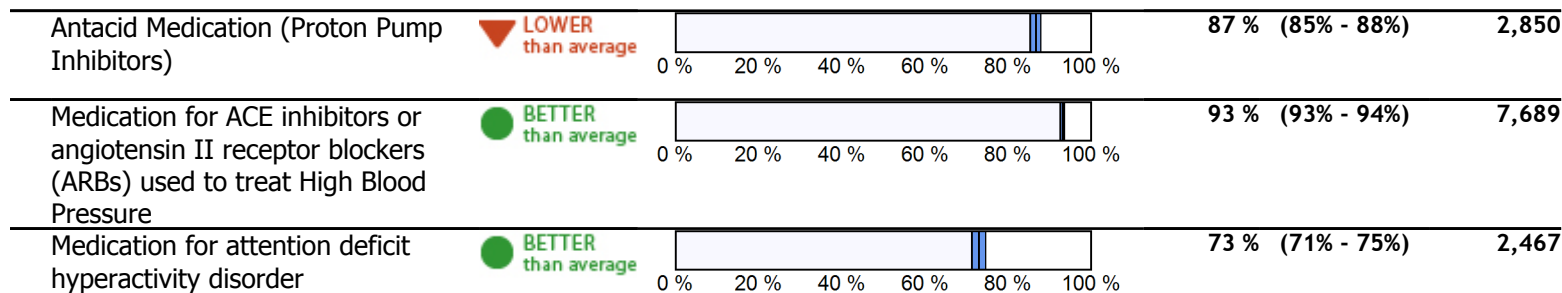 Antacid Medication (Proton Pump LOWER 87 % (85% - 88%) 2,850
Inhibitors) than average
0 % 20 % 40 % 60 % 80 % 100 %
Medication for ACE inhibitors or BETTER 93 % (93% - 94%) 7,689
angiotensin II receptor blockers than average
0 % 20 % 40 % 60 % 80 % 100 %
(ARBs) used to treat High Blood
Pressure
Medication for attention deficit BETTER 73 % (71% - 75%) 2,467
hyperactivity disorder than average
0 % 20 % 40 % 60 % 80 % 100 %